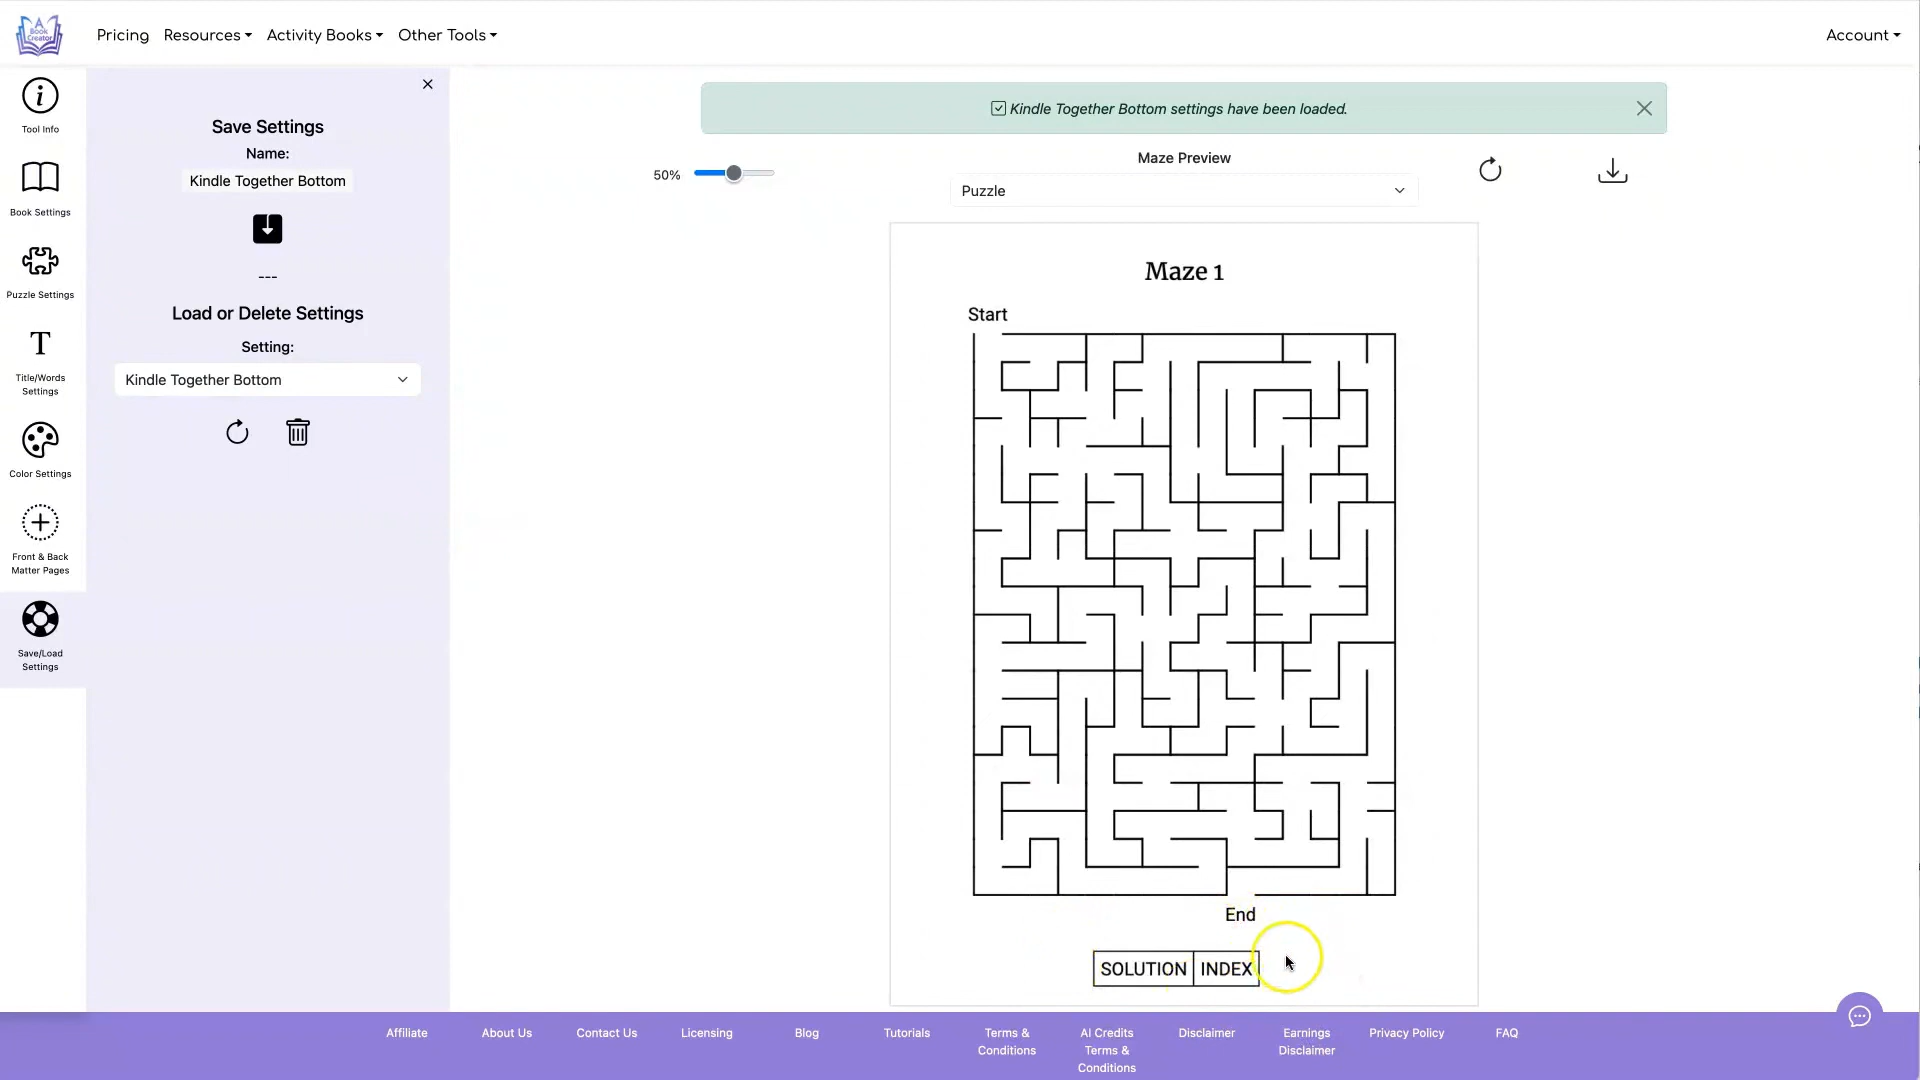 A
Book
Creator
Pricing
Resources
Activity Books
Other Tools
Account
Tool Info
Book Settings
Puzzle Settings
Title/Words
Settings
Color Settings
Front & Back
Matter Pages
Save/Load
Settings
Save Settings
Name:
Kindle Together Bottom
---
Load or Delete Settings
Setting:
Kindle Together Bottom
Kindle Together Bottom settings have been loaded.
50%
Maze Preview
Puzzle
Maze 1
Start
End
SOLUTION INDEX
Affiliate
About Us
Contact Us
Licensing
Blog
Tutorials
Terms &
Conditions
AI Credits
Terms &
Conditions
Disclaimer
Earnings
Disclaimer
Privacy Policy
FAQ